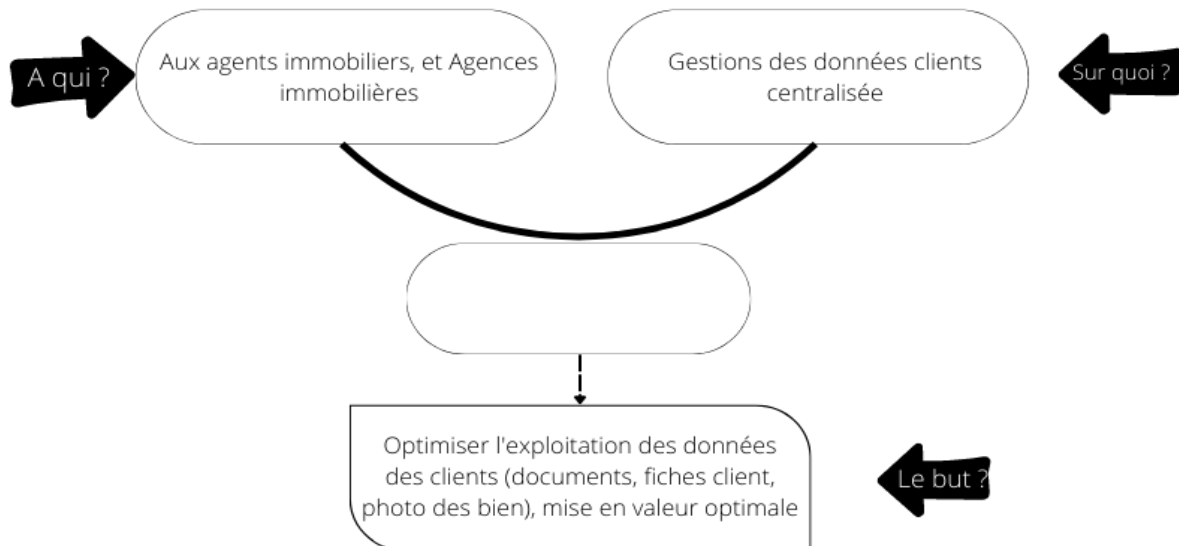 A qui ?
Aux agents immobiliers, et Agences
immobilières
Gestions des données clients
centralisée
Sur quoi ?
Optimiser l'exploitation des données
des clients (documents, fiches client,
photo des bien), mise en valeur optimale
Le but ?